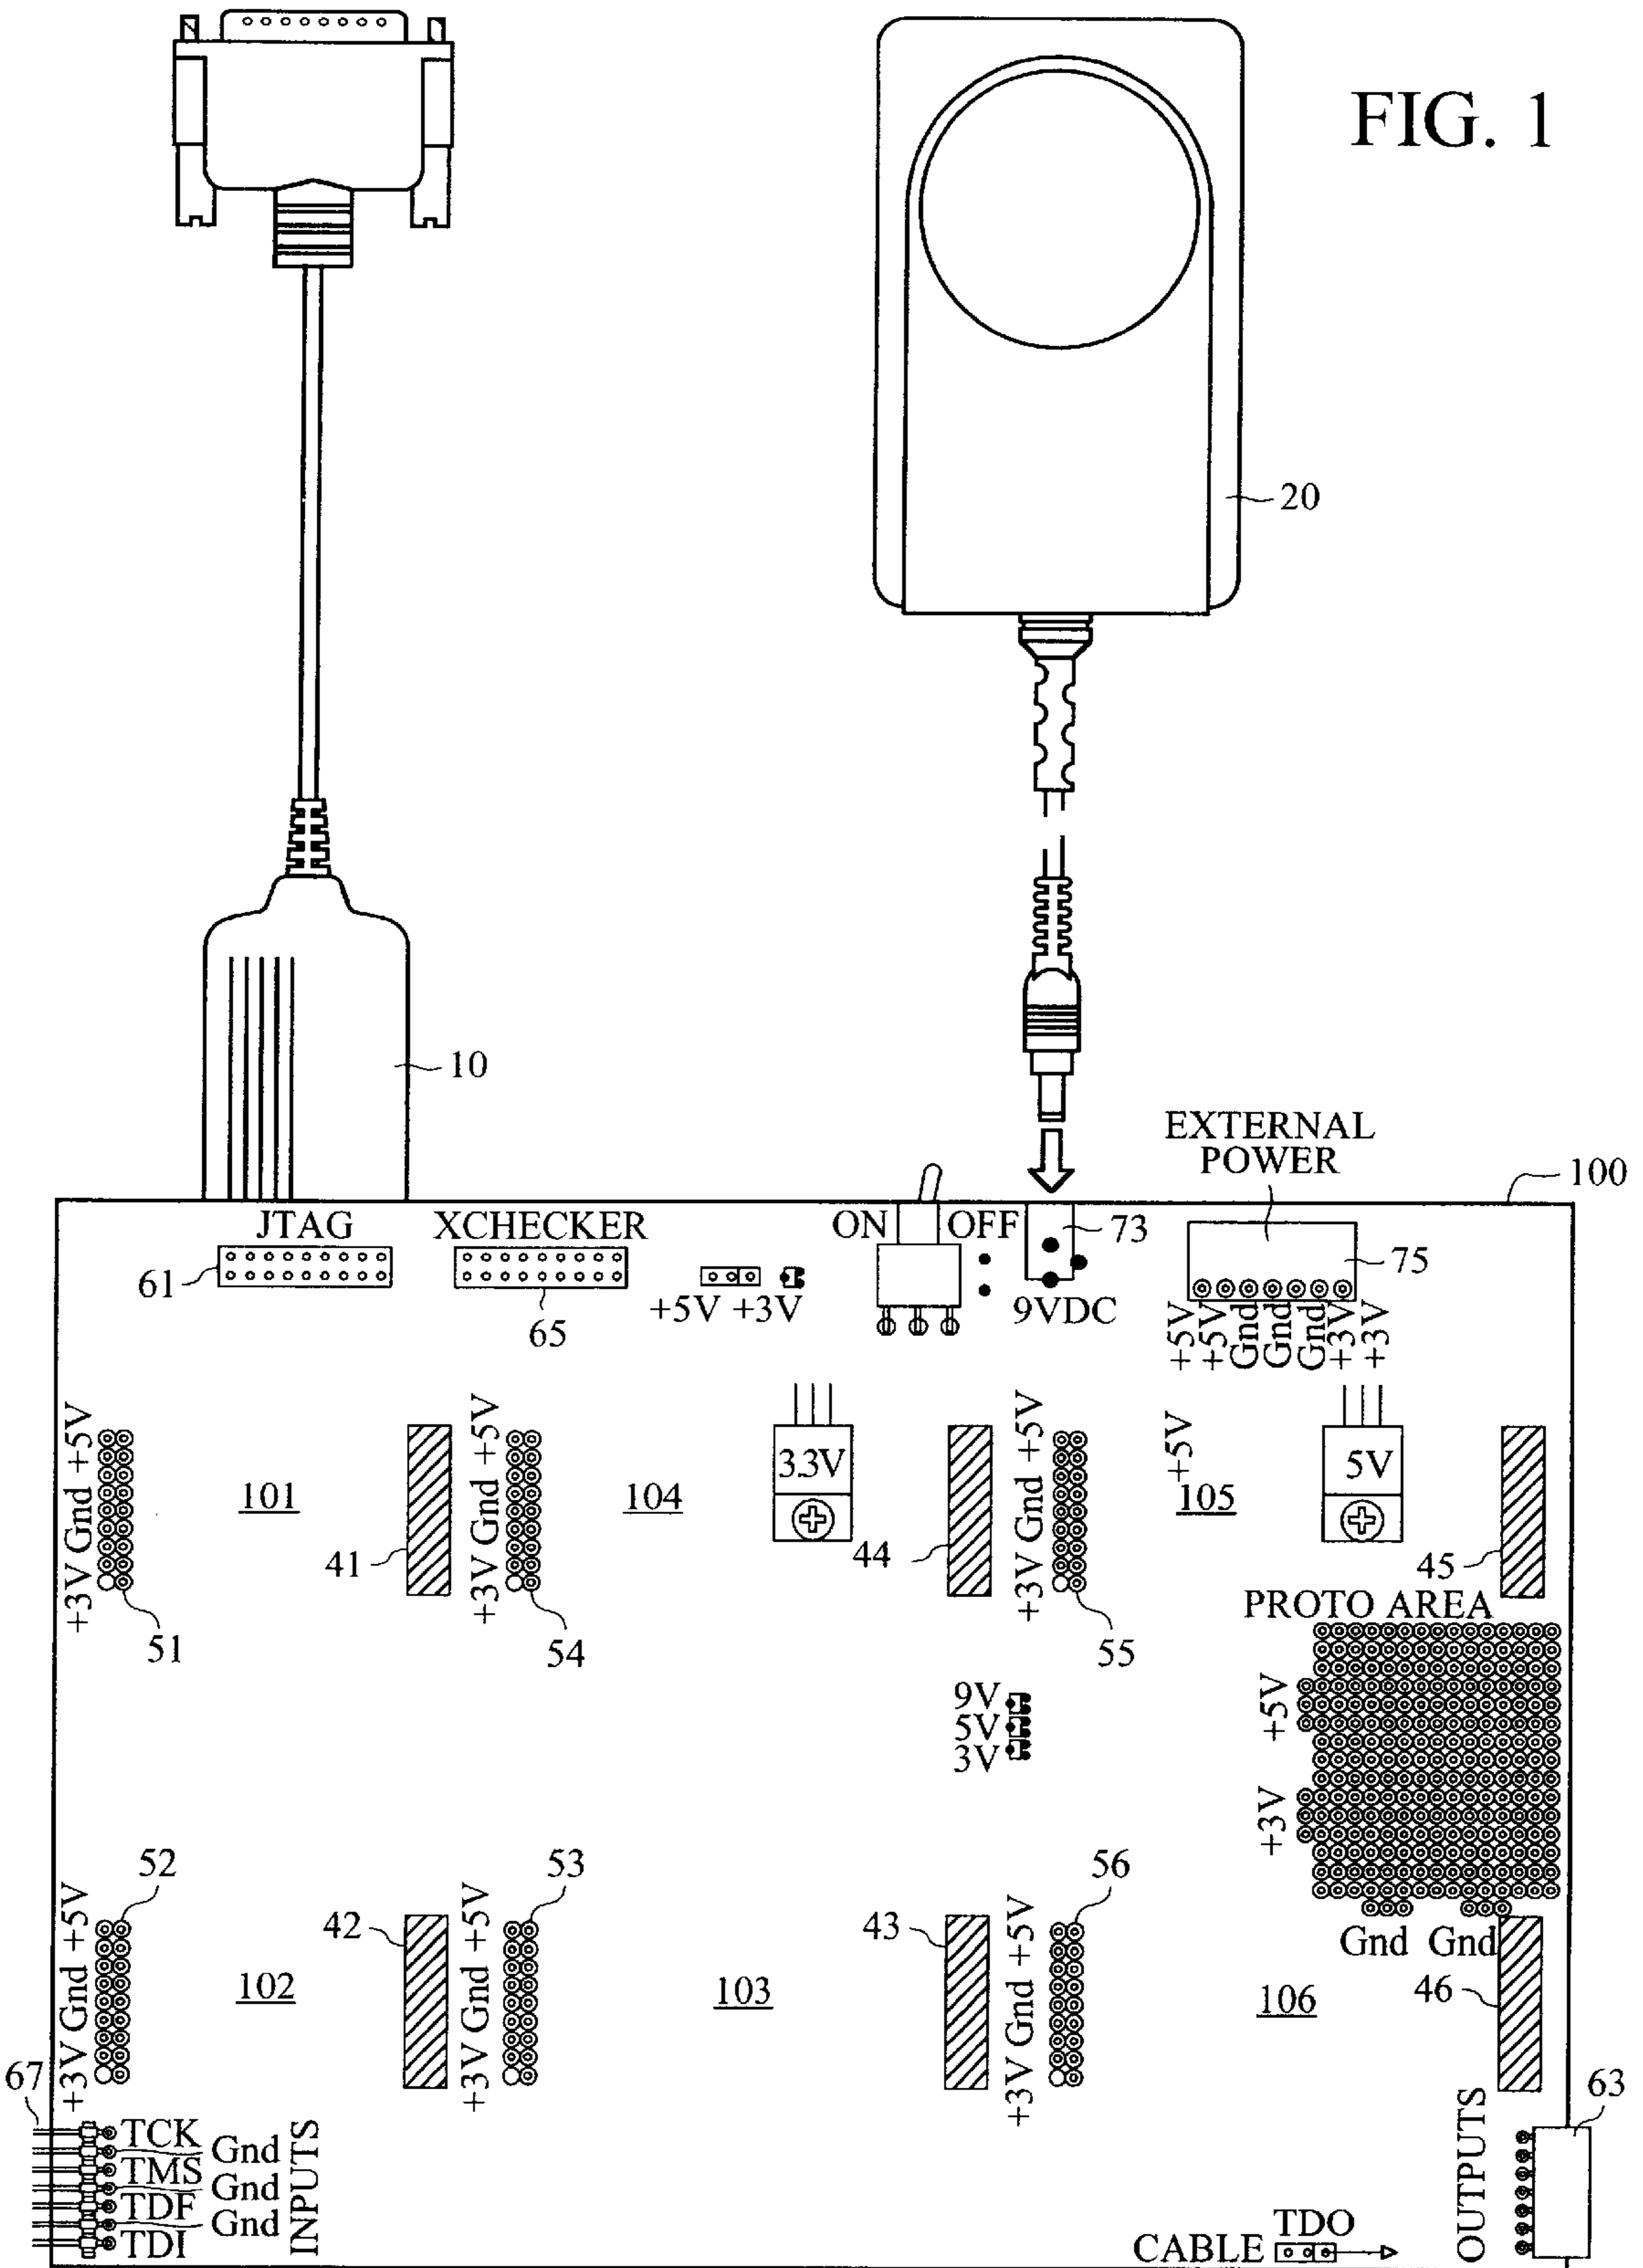 FIG. 1
20
10
EXTERNAL
POWER
100
JTAG
XCHECKER
ON
OFF
73
61
65
+5V +3V
9VDC
75
+5V
+5V
Gnd
Gnd
Gnd
+3V
+3V
+3V Gnd +5V
51
101
41
+3V Gnd +5V
54
104
3.3V
44
+3V Gnd +5V
55
+5V
105
5V
45
PROTO AREA
9V
5V
3V
+5V
+3V
Gnd
Gnd
52
+3V Gnd +5V
102
42
53
+3V Gnd +5V
103
43
56
+3V Gnd +5V
106
46
67
TCK
Gnd
TMS
Gnd
TDF
Gnd
TDI
INPUTS
63
OUTPUTS
CABLE
TDO